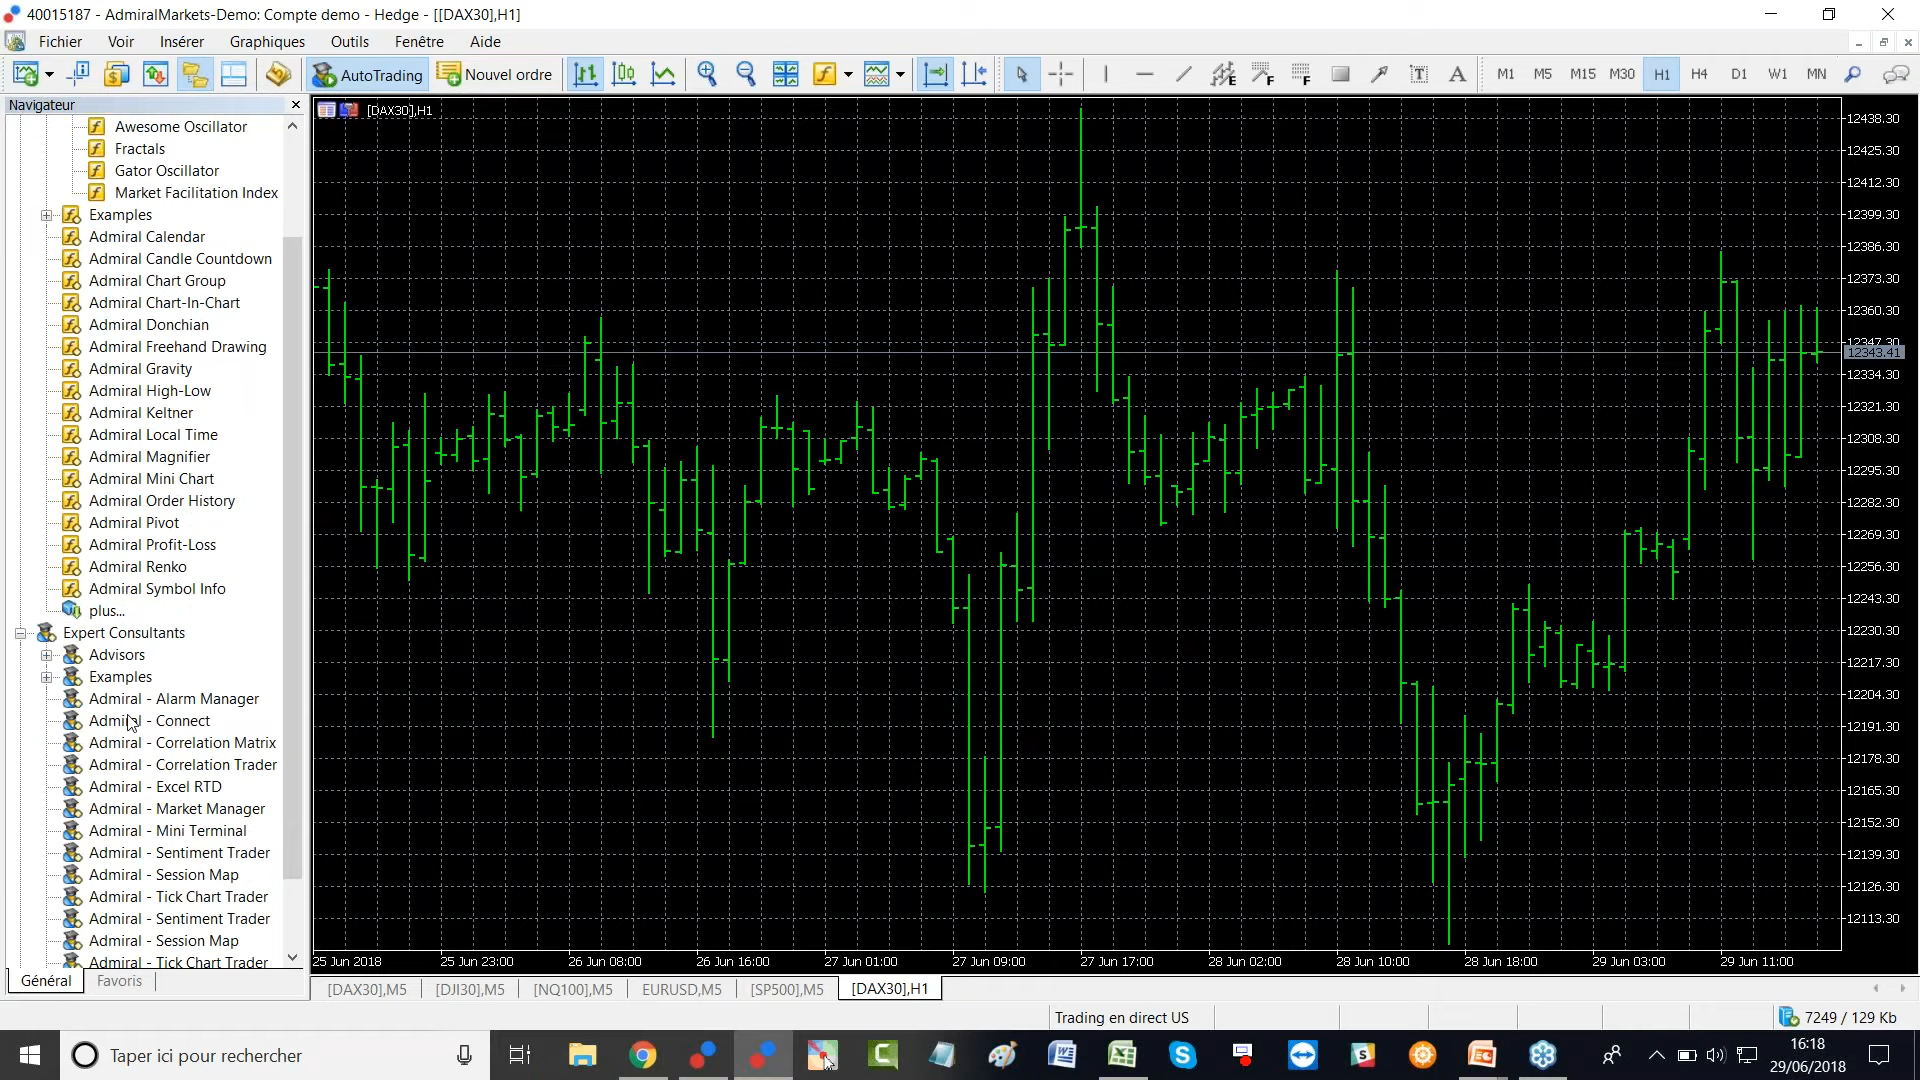 40015187 - AdmiralMarkets-Demo: Compte demo - Hedge - [[DAX30],H1]
Fichier Voir Insérer Graphiques Outils Fenêtre Aide
AutoTrading Nouvel ordre E F F T A M1 M5 M15 M30 H1 H4 D1 W1 MN
Navigateur
Awesome Oscillator
Fractals
Gator Oscillator
Market Facilitation Index
Examples
Admiral Calendar
Admiral Candle Countdown
Admiral Chart Group
Admiral Chart-In-Chart
Admiral Donchian
Admiral Freehand Drawing
Admiral Gravity
Admiral High-Low
Admiral Keltner
Admiral Local Time
Admiral Magnifier
Admiral Mini Chart
Admiral Order History
Admiral Pivot
Admiral Profit-Loss
Admiral Renko
Admiral Symbol Info
plus...
Expert Consultants
Advisors
Examples
Admiral - Alarm Manager
Admiral - Connect
Admiral - Correlation Matrix
Admiral - Correlation Trader
Admiral - Excel RTD
Admiral - Market Manager
Admiral - Mini Terminal
Admiral - Sentiment Trader
Admiral - Session Map
Admiral - Tick Chart Trader
Admiral - Sentiment Trader
Admiral - Session Map
Admiral - Tick Chart Trader
Général Favoris
[DAX30],H1
12438.30
12425.30
12412.30
12399.30
12386.30
12373.30
12360.30
12347.30
12343.41
12334.30
12321.30
12308.30
12295.30
12282.30
12269.30
12256.30
12243.30
12230.30
12217.30
12204.30
12191.30
12178.30
12165.30
12152.30
12139.30
12126.30
12113.30
25 Jun 2018 25 Jun 23:00 26 Jun 08:00 26 Jun 16:00 27 Jun 01:00 27 Jun 09:00 27 Jun 17:00 28 Jun 02:00 28 Jun 10:00 28 Jun 18:00 29 Jun 03:00 29 Jun 11:00
[DAX30],M5 [DJI30],M5 [NQ100],M5 EURUSD,M5 [SP500],M5 [DAX30],H1
Trading en direct US 7249 / 129 Kb
Taper ici pour rechercher
16:18
29/06/2018